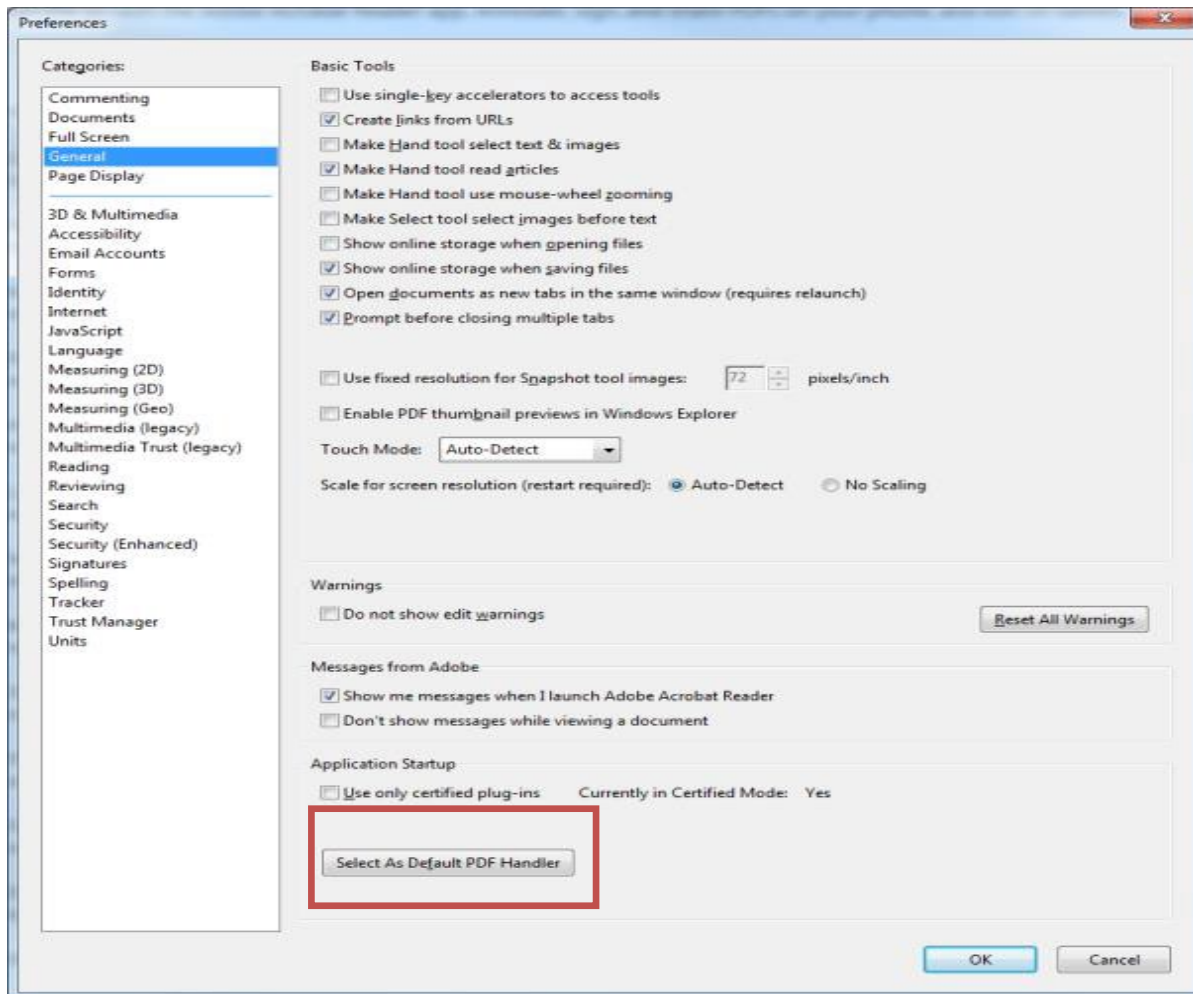 Preferences
Categories:
Commenting
Documents
Full Screen
General
Page Display
3D & Multimedia
Accessibility
Email Accounts
Forms
Identity
Internet
JavaScript
Language
Measuring (2D)
Measuring (3D)
Measuring (Geo)
Multimedia (legacy)
Multimedia Trust (legacy)
Reading
Reviewing
Search
Security
Security (Enhanced)
Signatures
Spelling
Tracker
Trust Manager
Units
Basic Tools
Use single-key accelerators to access tools
Create links from URLs
Make Hand tool select text & images
Make Hand tool read articles
Make Hand tool use mouse-wheel zooming
Make Select tool select images before text
Show online storage when opening files
Show online storage when saving files
Open documents as new tabs in the same window (requires relaunch)
Prompt before closing multiple tabs
Use fixed resolution for Snapshot tool images: 72 pixels/inch
Enable PDF thumbnail previews in Windows Explorer
Touch Mode: Auto-Detect
Scale for screen resolution (restart required): Auto-Detect No Scaling
Warnings
Do not show edit warnings Reset All Warnings
Messages from Adobe
Show me messages when I launch Adobe Acrobat Reader
Don't show messages while viewing a document
Application Startup
Use only certified plug-ins Currently in Certified Mode: Yes
Select As Default PDF Handler
OK Cancel